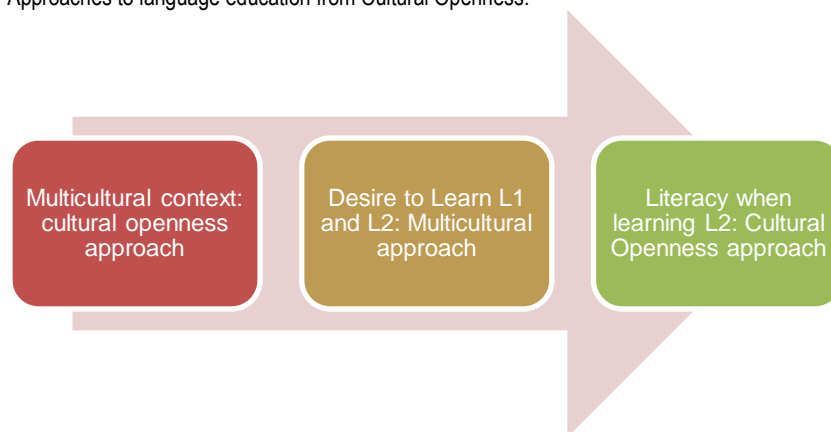 Approaches to language education from Cultural Openness.
Multicultural context:
cultural openness
approach
Desire to Learn L1
and L2: Multicultural
approach
Literacy when
learning L2: Cultural
Openness approach